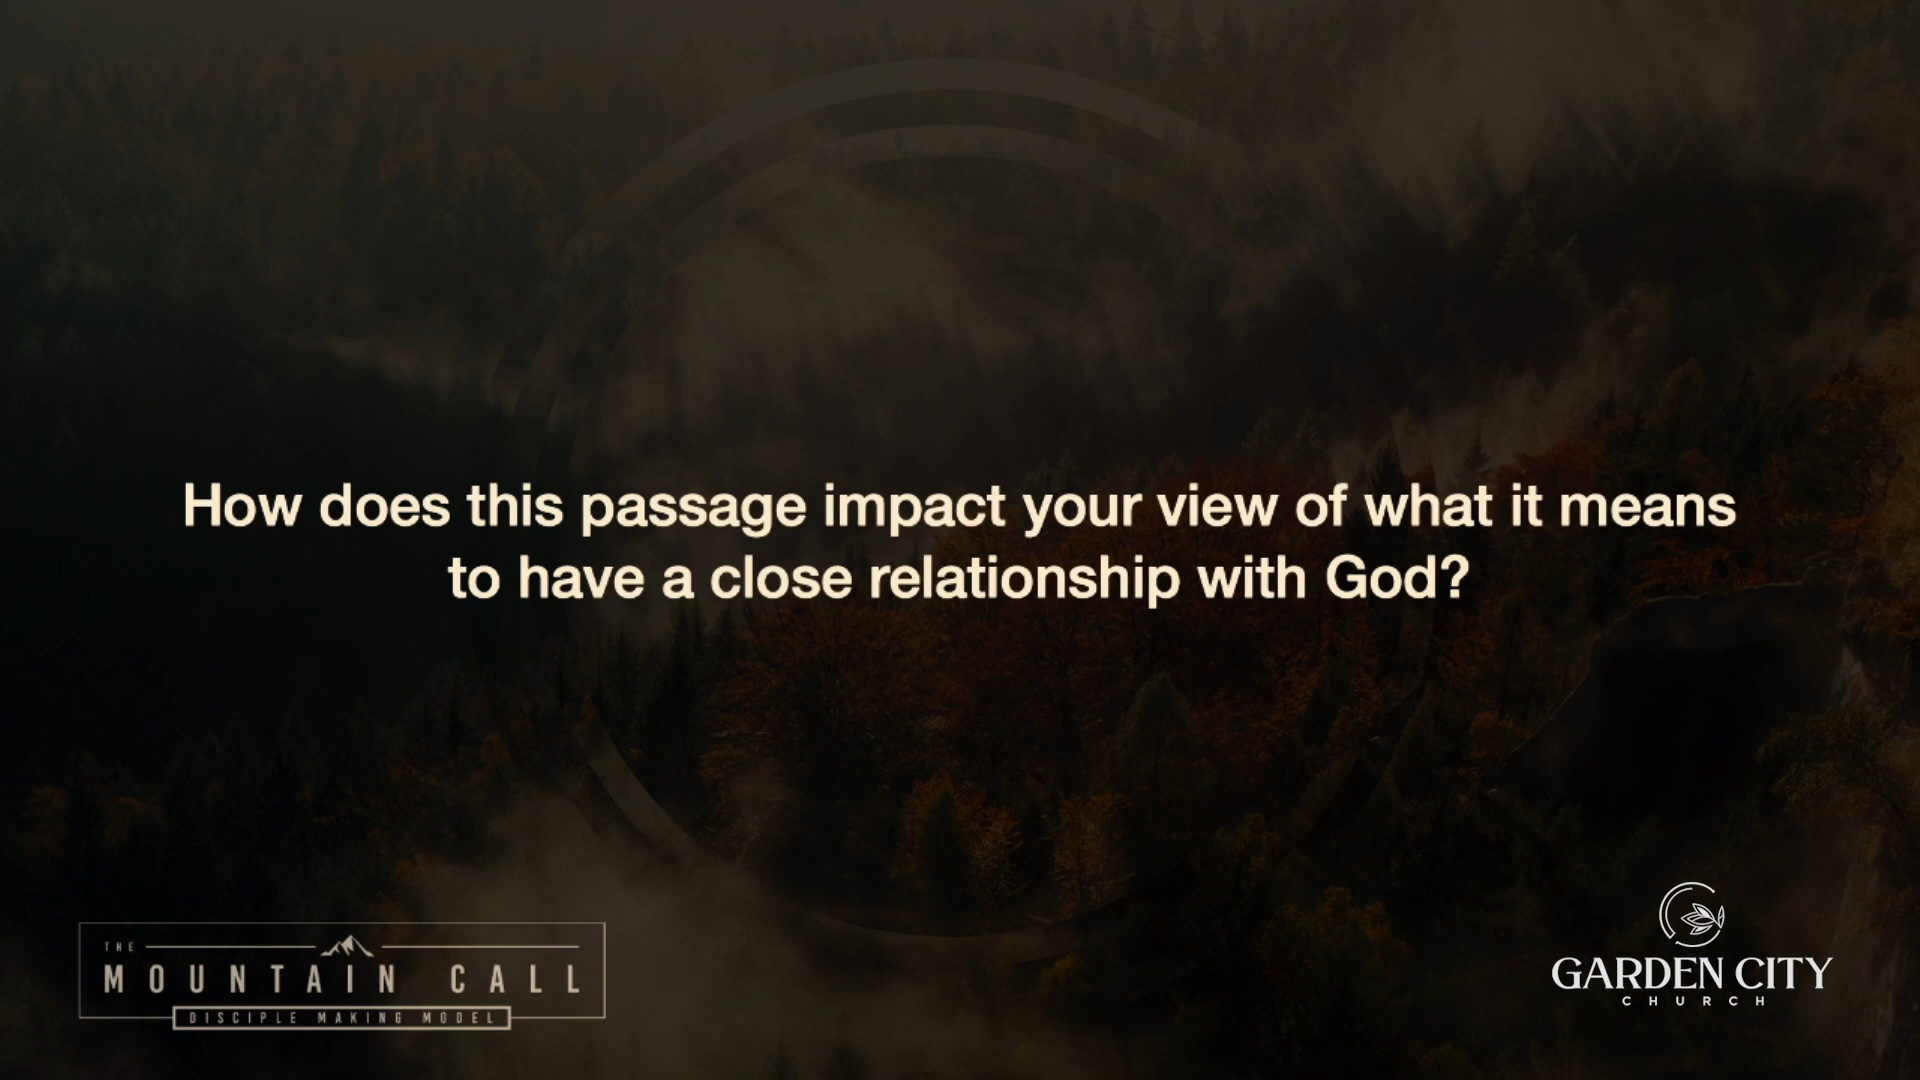 How does this passage impact your view of what it means
to have a close relationship with God?
THE
MOUNTAIN CALL
DISCIPLE MAKING MODEL
GARDEN CITY
CHURCH